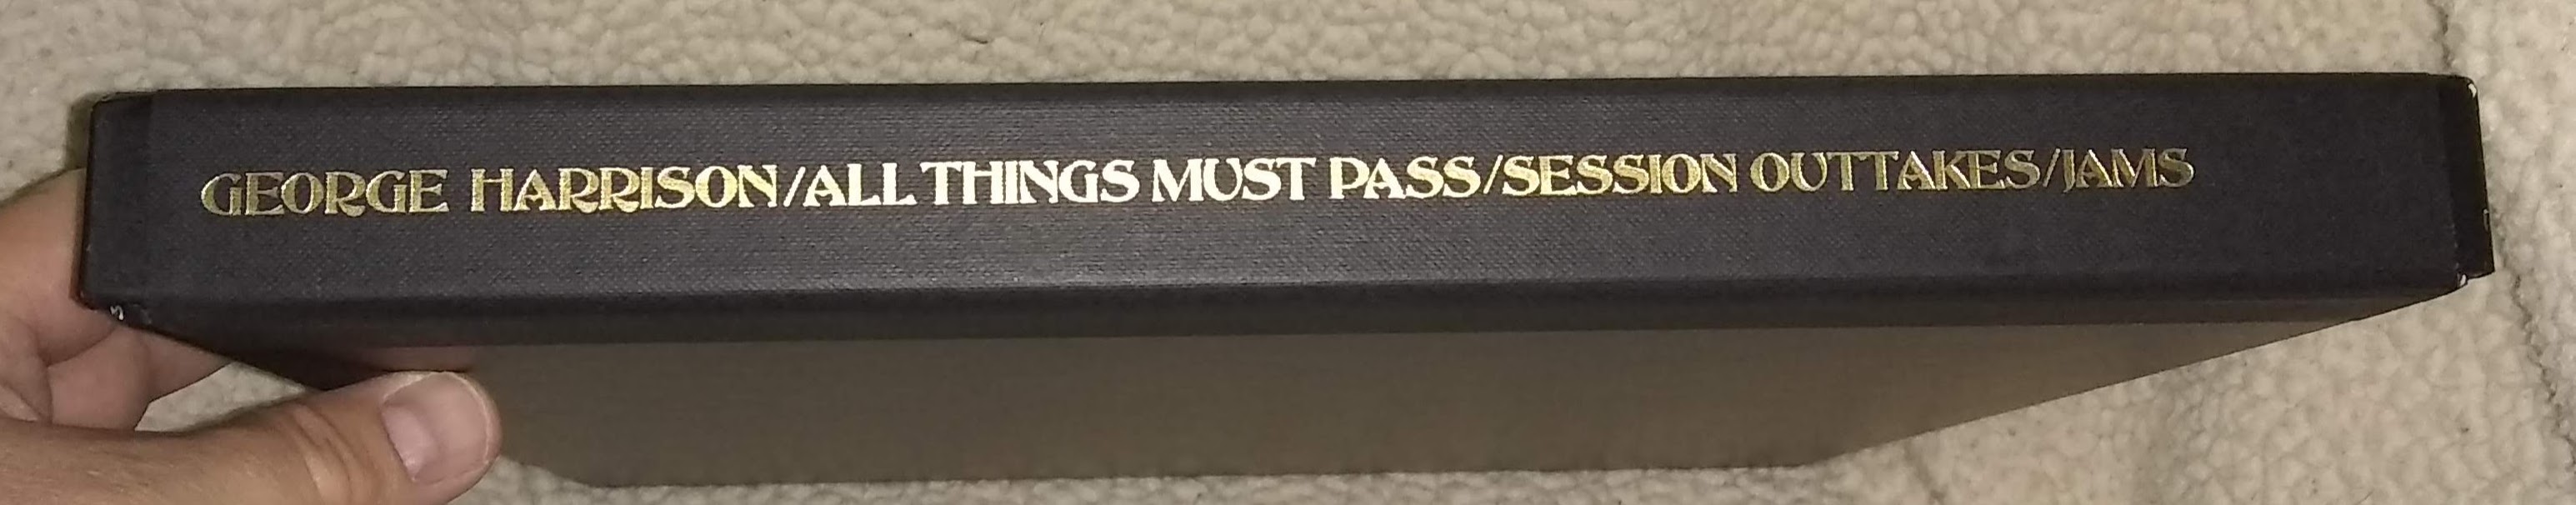 GEORGE HARRISON/ALL THINGS MUST PASS/SESSION OUTTAKES/JAMS